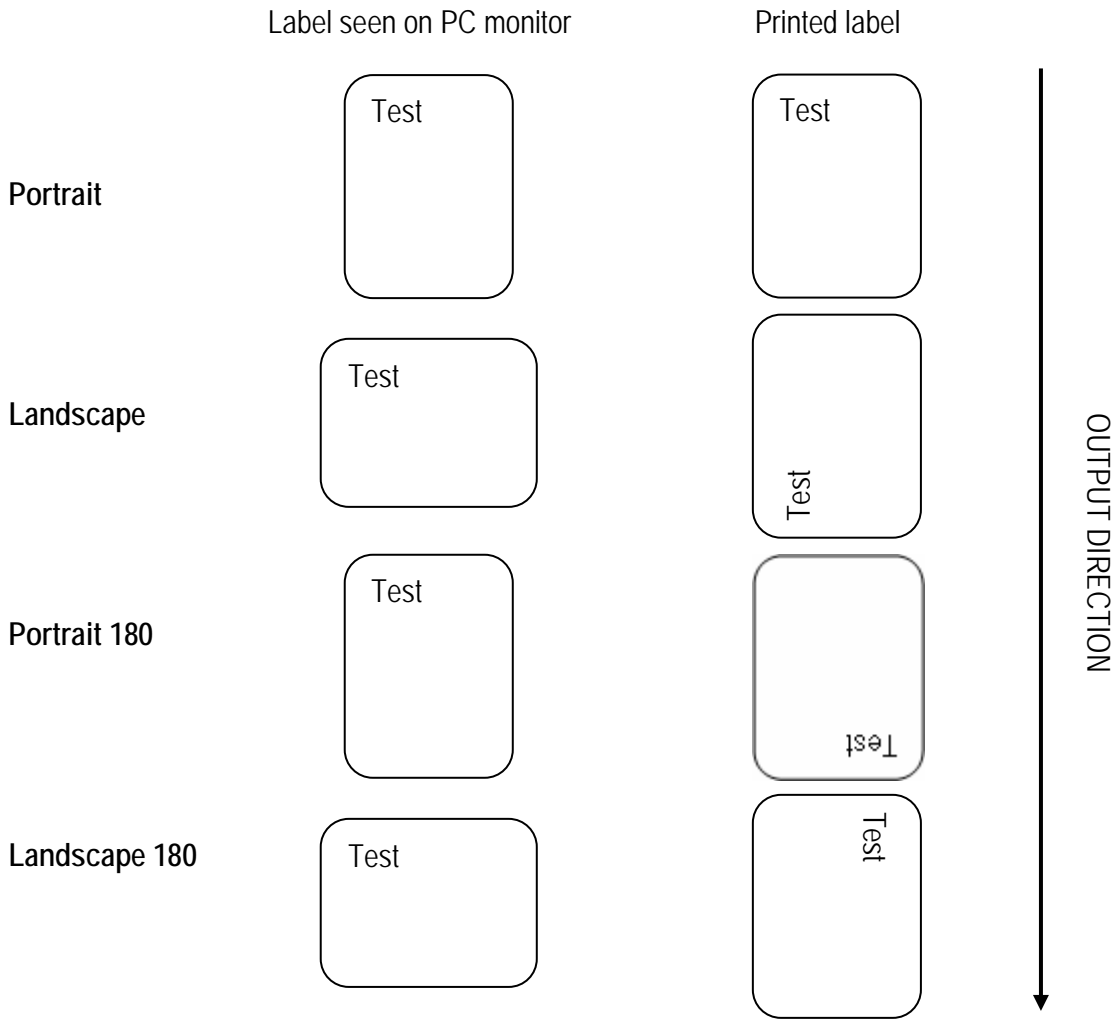 Label seen on PC monitor
Printed label
Portrait
Test
Test
Landscape
Test
Test
Portrait 180
Test
Test
Landscape 180
Test
Test
OUTPUT DIRECTION